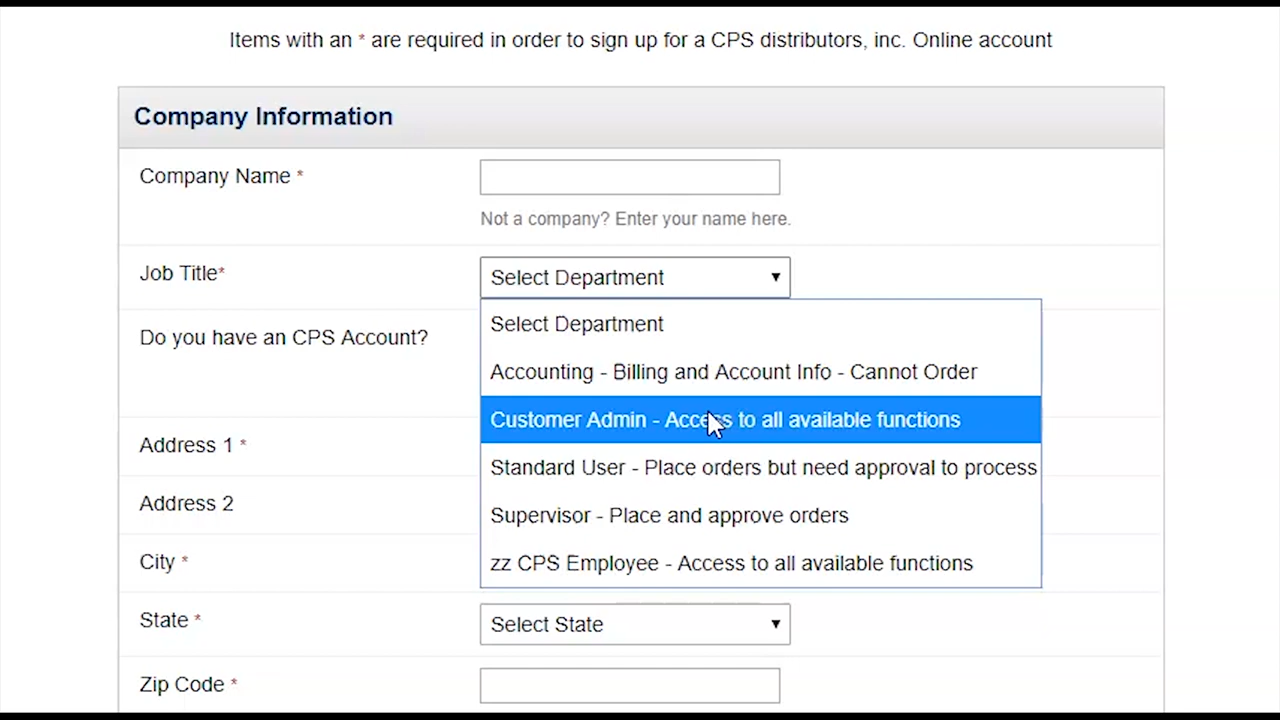 Items with an * are required in order to sign up for a CPS distributors, inc. Online account
Company Information
Company Name *
Not a company? Enter your name here.
Job Title*
Select Department
Select Department
Accounting - Billing and Account Info - Cannot Order
Customer Admin - Access to all available functions
Standard User - Place orders but need approval to process
Supervisor - Place and approve orders
zz CPS Employee - Access to all available functions
Do you have an CPS Account?
Address 1 *
Address 2
City *
State *
Select State
Zip Code *